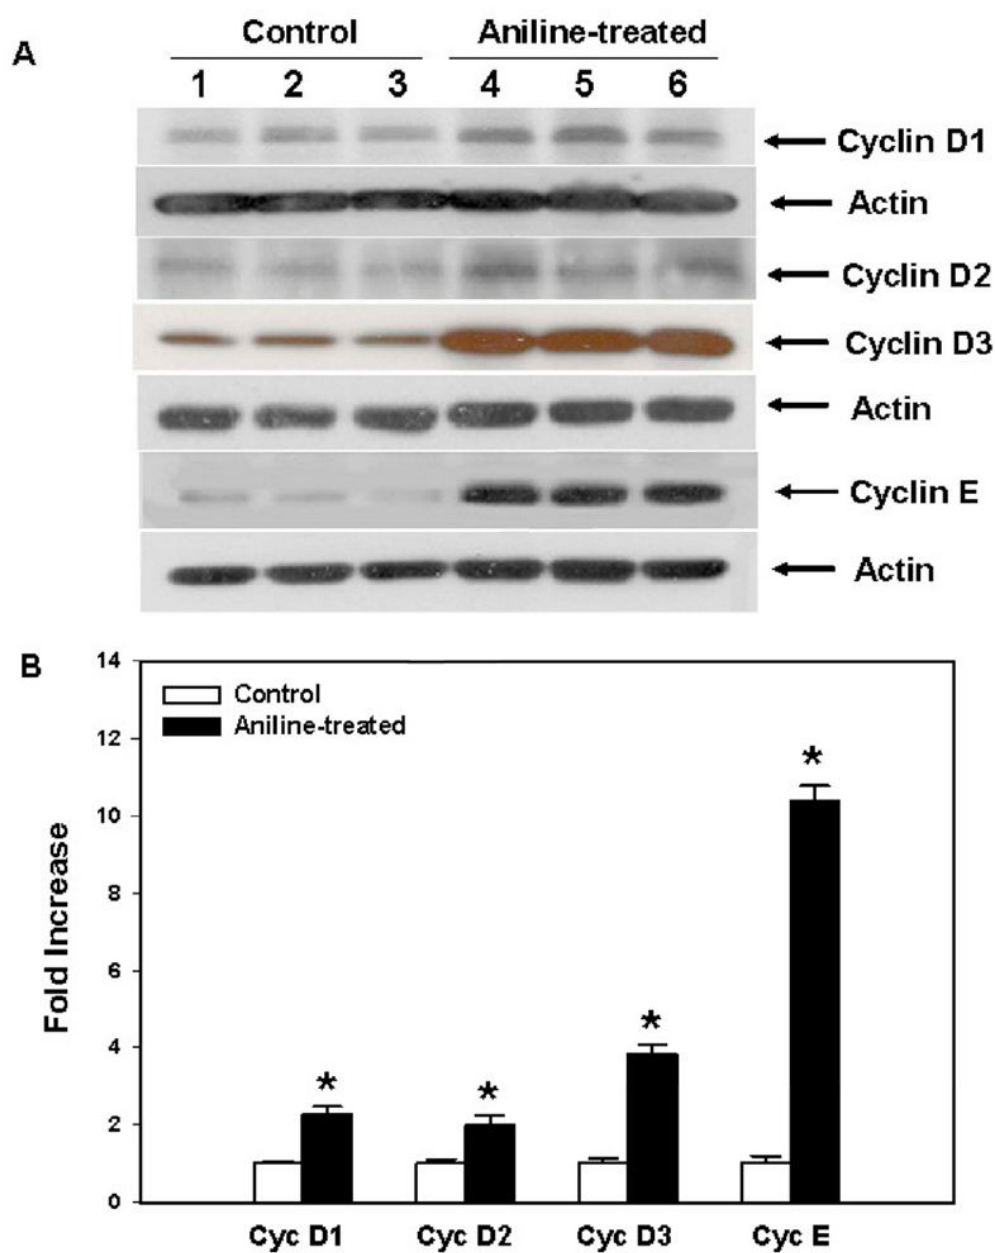 A
Control Aniline-treated
1 2 3 4 5 6
Cyclin D1
Actin
Cyclin D2
Cyclin D3
Actin
Cyclin E
Actin
B
14
12
10
8
6
4
2
0
Fold Increase
Control
Aniline-treated
*
*
*
*
Cyc D1 Cyc D2 Cyc D3 Cyc E